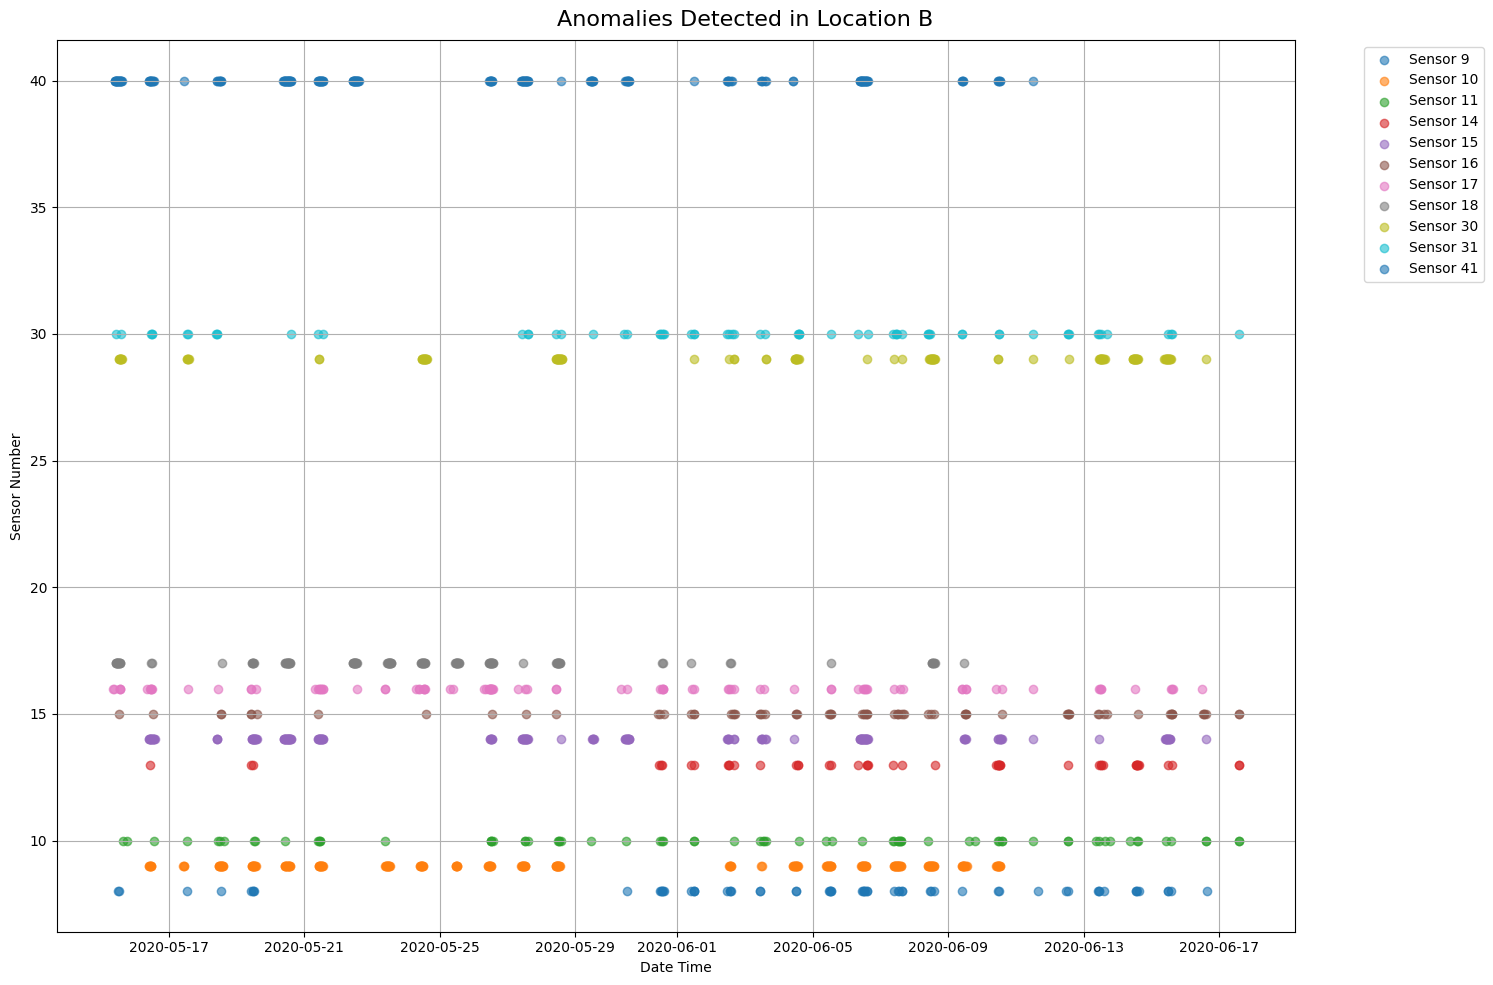 Anomalies Detected in Location B
Sensor Number
40
35
30
25
20
15
10
2020-05-17
2020-05-21
2020-05-25
2020-05-29
2020-06-01
2020-06-05
2020-06-09
2020-06-13
2020-06-17
Date Time
Sensor 9
Sensor 10
Sensor 11
Sensor 14
Sensor 15
Sensor 16
Sensor 17
Sensor 18
Sensor 30
Sensor 31
Sensor 41